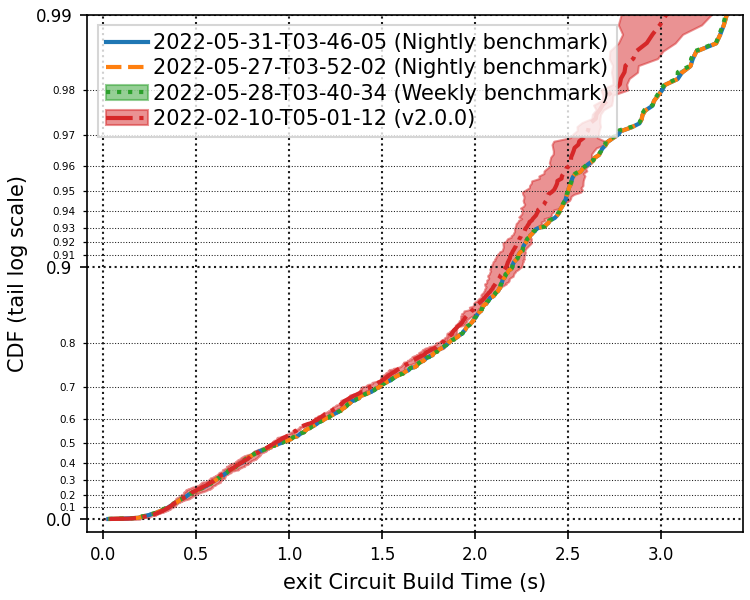 0.99
2022-05-31-T03-46-05 (Nightly benchmark)
2022-05-27-T03-52-02 (Nightly benchmark)
2022-05-28-T03-40-34 (Weekly benchmark)
2022-02-10-T05-01-12 (v2.0.0)
0.98
0.97
0.96
0.95
0.94
0.93
0.92
0.91
0.9
0.8
0.7
0.6
0.5
0.4
0.3
0.2
0.1
0.0
CDF (tail log scale)
0.0 0.5 1.0 1.5 2.0 2.5 3.0
exit Circuit Build Time (s)